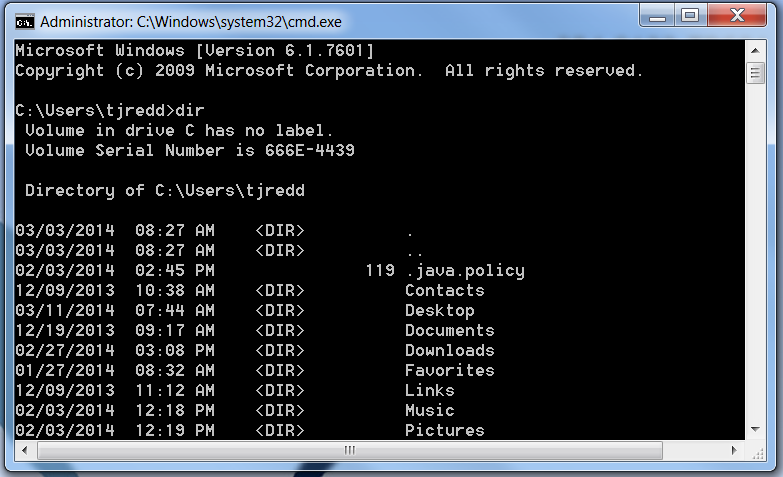 Administrator: C:\Windows\system32\cmd.exe
Microsoft Windows [Version 6.1.7601]
Copyright (c) 2009 Microsoft Corporation.  All rights reserved.
C:\Users\tjredd>dir
 Volume in drive C has no label.
 Volume Serial Number is 666E-4439
 Directory of C:\Users\tjredd
03/03/2014  08:27 AM    <DIR>          .
03/03/2014  08:27 AM    <DIR>          ..
02/03/2014  02:45 PM               119 .java.policy
12/09/2013  10:38 AM    <DIR>          Contacts
03/11/2014  07:44 AM    <DIR>          Desktop
12/19/2013  09:17 AM    <DIR>          Documents
02/27/2014  03:08 PM    <DIR>          Downloads
01/27/2014  08:32 AM    <DIR>          Favorites
12/09/2013  11:12 AM    <DIR>          Links
02/03/2014  12:18 PM    <DIR>          Music
02/03/2014  12:19 PM    <DIR>          Pictures